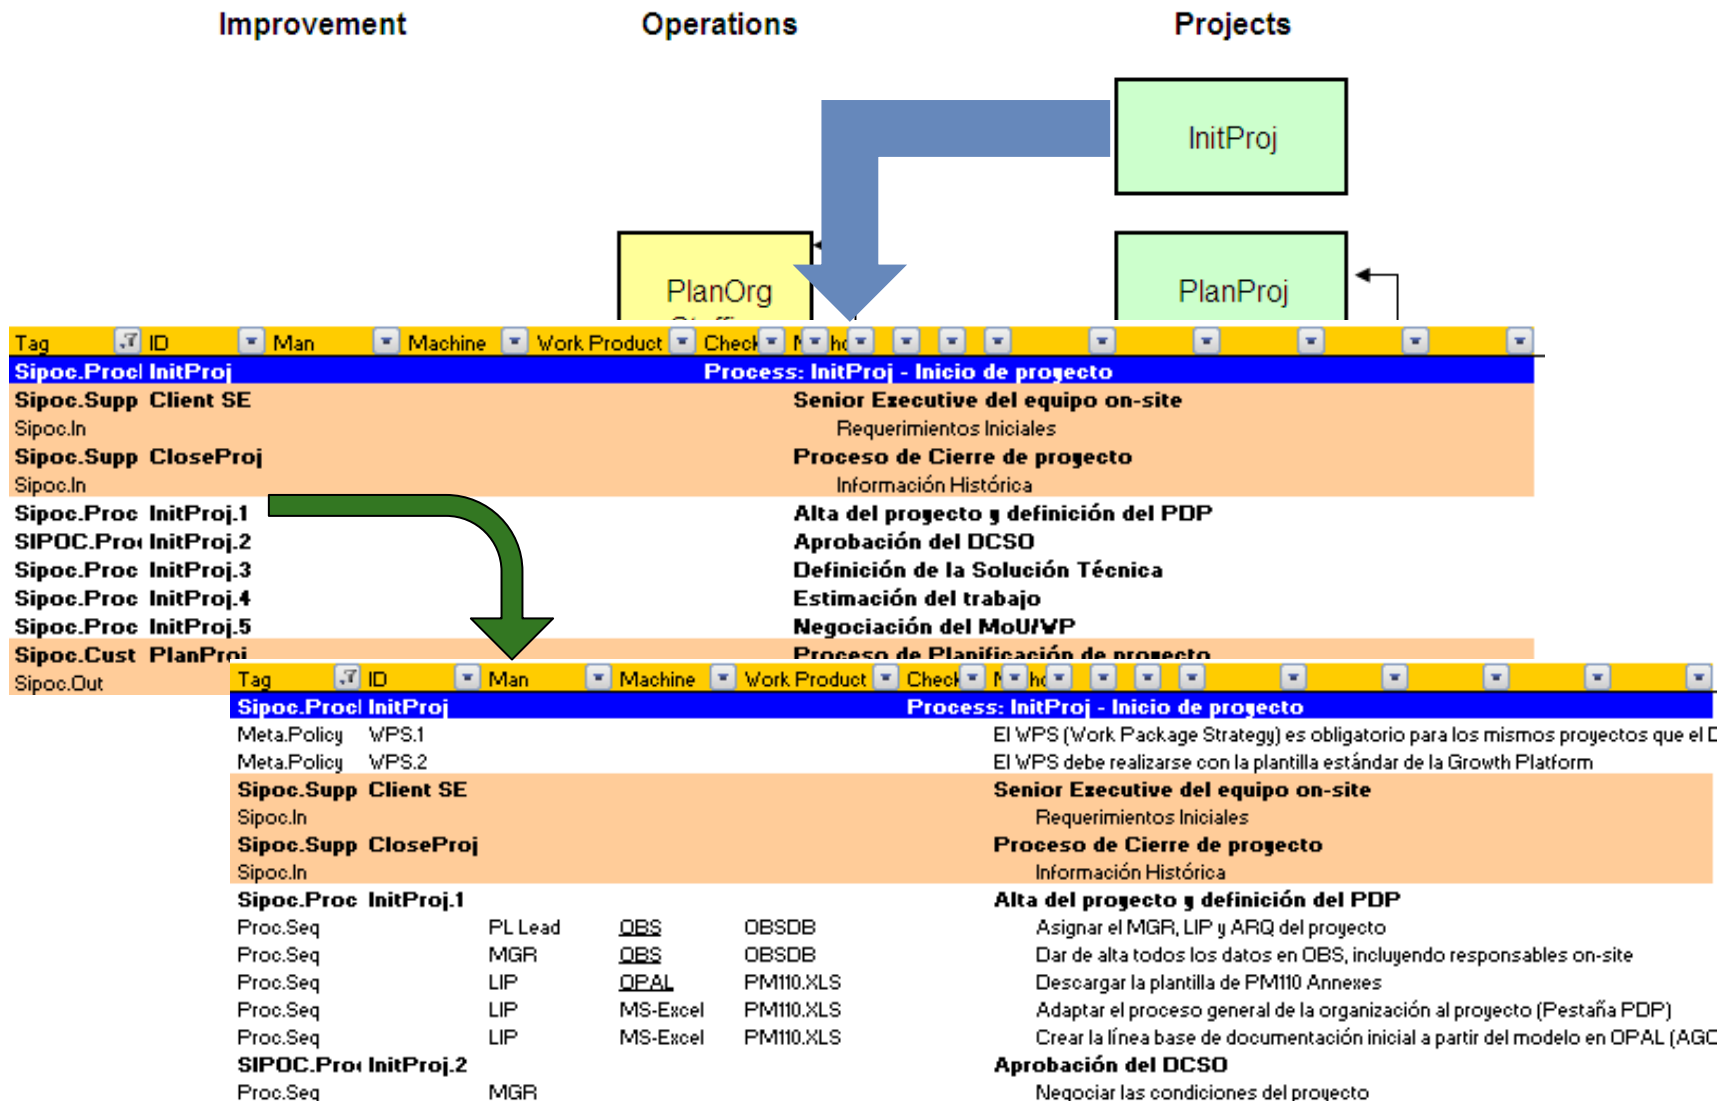 Improvement Operations Projects
InitProj
PlanOrg PlanProj
Tag ID Man Machine Work Product Check
Sipoc.Proc InitProj Process: InitProj - Inicio de proyecto
Sipoc.Supp Client SE Senior Executive del equipo on-site
Sipoc.In Requerimientos Iniciales
Sipoc.Supp CloseProj Proceso de Cierre de proyecto
Sipoc.In Información Histórica
Sipoc.Proc InitProj.1 Alta del proyecto y definición del PDP
SIPOC.Pro InitProj.2 Aprobación del DCSO
Sipoc.Proc InitProj.3 Definición de la Solución Técnica
Sipoc.Proc InitProj.4 Estimación del trabajo
Sipoc.Proc InitProj.5 Negociación del MoU/WP
Sipoc.Cust PlanProj Proceso de Planificación de proyecto
Sipoc.Out
Tag ID Man Machine Work Product Check
Sipoc.Proc InitProj Process: InitProj - Inicio de proyecto
Meta.Policy WPS.1 El WPS (Work Package Strategy) es obligatorio para los mismos proyectos que el
Meta.Policy WPS.2 El WPS debe realizarse con la plantilla estándar de la Growth Platform
Sipoc.Supp Client SE Senior Executive del equipo on-site
Sipoc.In Requerimientos Iniciales
Sipoc.Supp CloseProj Proceso de Cierre de proyecto
Sipoc.In Información Histórica
Sipoc.Proc InitProj.1 Alta del proyecto y definición del PDP
Proc.Seq PL Lead OBS OBSDB Asignar el MGR, LIP y ARQ del proyecto
Proc.Seq MGR OBS OBSDB Dar de alta todos los datos en OBS, incluyendo responsables on-site
Proc.Seq LIP OPAL PM110.XLS Descargar la plantilla de PM110 Annexes
Proc.Seq LIP MS-Excel PM110.XLS Adaptar el proceso general de la organización al proyecto (Pestaña PDP)
Proc.Seq LIP MS-Excel PM110.XLS Crear la línea base de documentación inicial a partir del modelo en OPAL (AGC
SIPOC.Pro InitProj.2 Aprobación del DCSO
Proc.Seq MGR Negociar las condiciones del proyecto